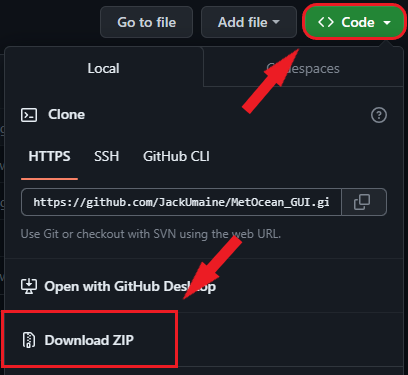 Go to file
Add file
<> Code
Local
Codespaces
Clone
HTTPS
SSH
GitHub CLI
https://github.com/JackUmaine/MetOcean_GUI.gi
Use Git or checkout with SVN using the web URL.
Open with GitHub Desktop
Download ZIP